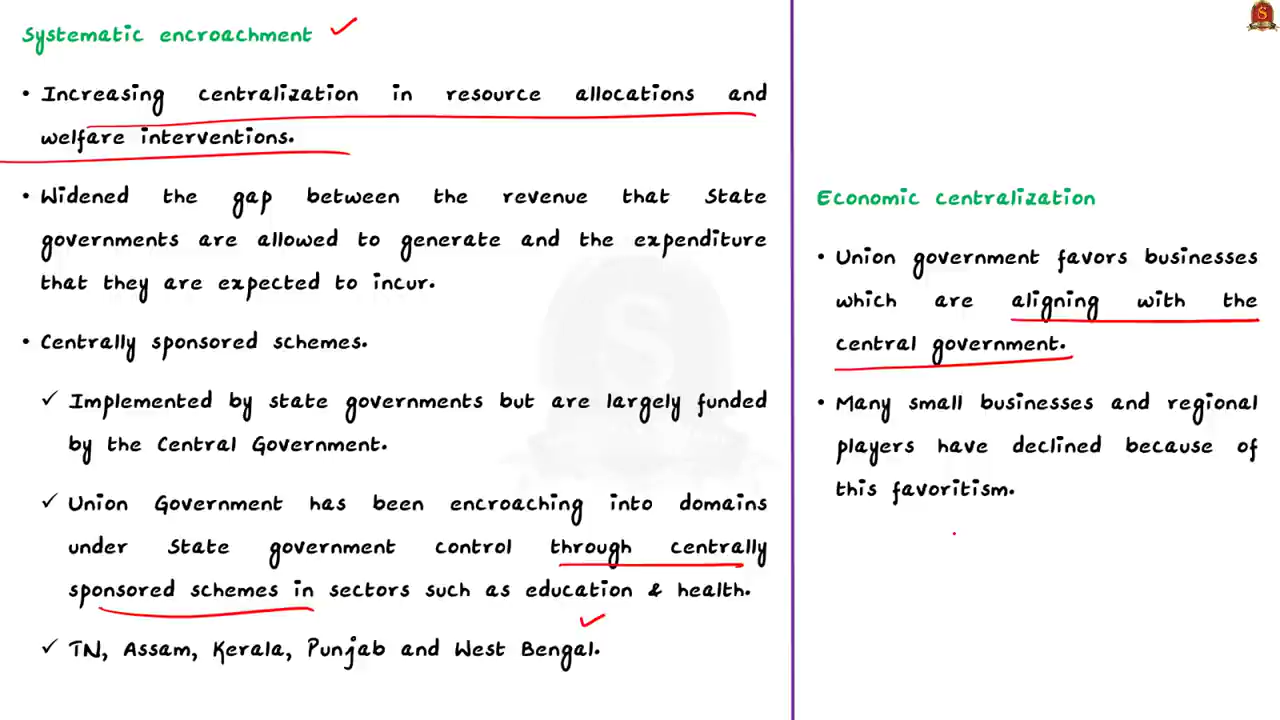 Systematic encroachment
• Increasing centralization in resource allocations and
welfare interventions.
• Widened the gap between the revenue that State
governments are allowed to generate and the expenditure
that they are expected to incur.
• Centrally sponsored schemes.
✓ Implemented by state governments but are largely funded
by the Central Government.
✓ Union Government has been encroaching into domains
under State government control through centrally
sponsored schemes in sectors such as education & health.
✓ TN, Assam, Kerala, Punjab and West Bengal.
Economic centralization
• Union government favors businesses
which are aligning with the
central government.
• Many small businesses and regional
players have declined because of
this favoritism.
S